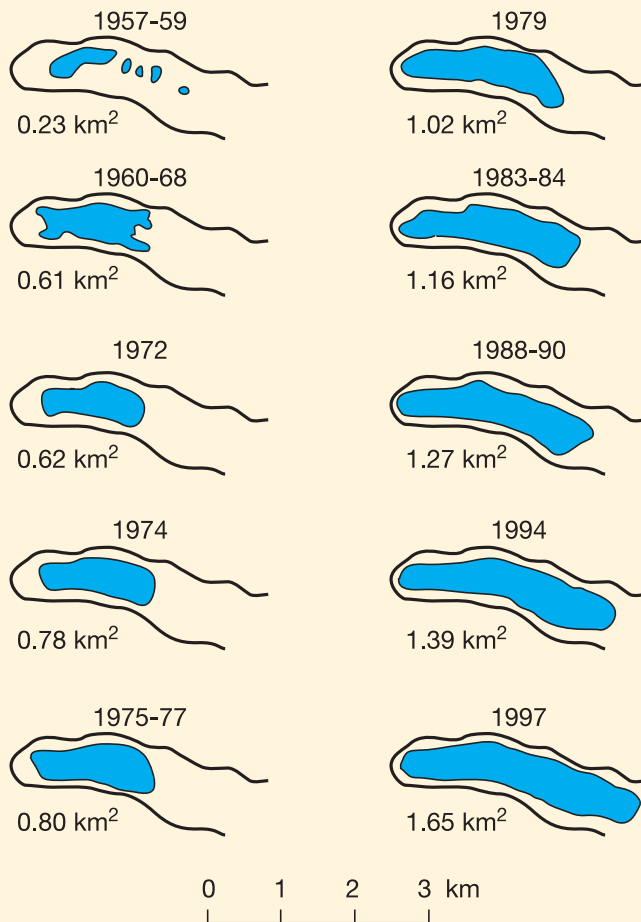 1957-59
0.23 km²
1960-68
0.61 km²
1972
0.62 km²
1974
0.78 km²
1975-77
0.80 km²
1979
1.02 km²
1983-84
1.16 km²
1988-90
1.27 km²
1994
1.39 km²
1997
1.65 km²
0 1 2 3 km